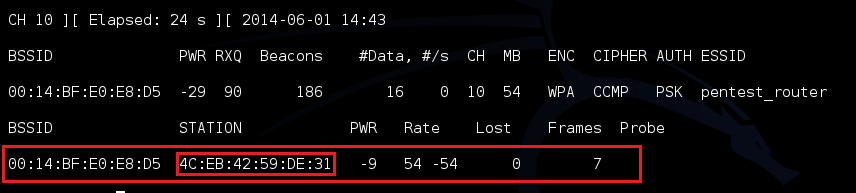 CH 10 ][ Elapsed: 24 s ][ 2014-06-01 14:43
BSSID PWR RXQ Beacons #Data, #/s CH MB ENC CIPHER AUTH ESSID
00:14:BF:E0:E8:D5 -29 90 186 16 0 10 54 WPA CCMP PSK pentest_router
BSSID STATION PWR Rate Lost Frames Probe
00:14:BF:E0:E8:D5 4C:EB:42:59:DE:31 -9 54 -54 0 7